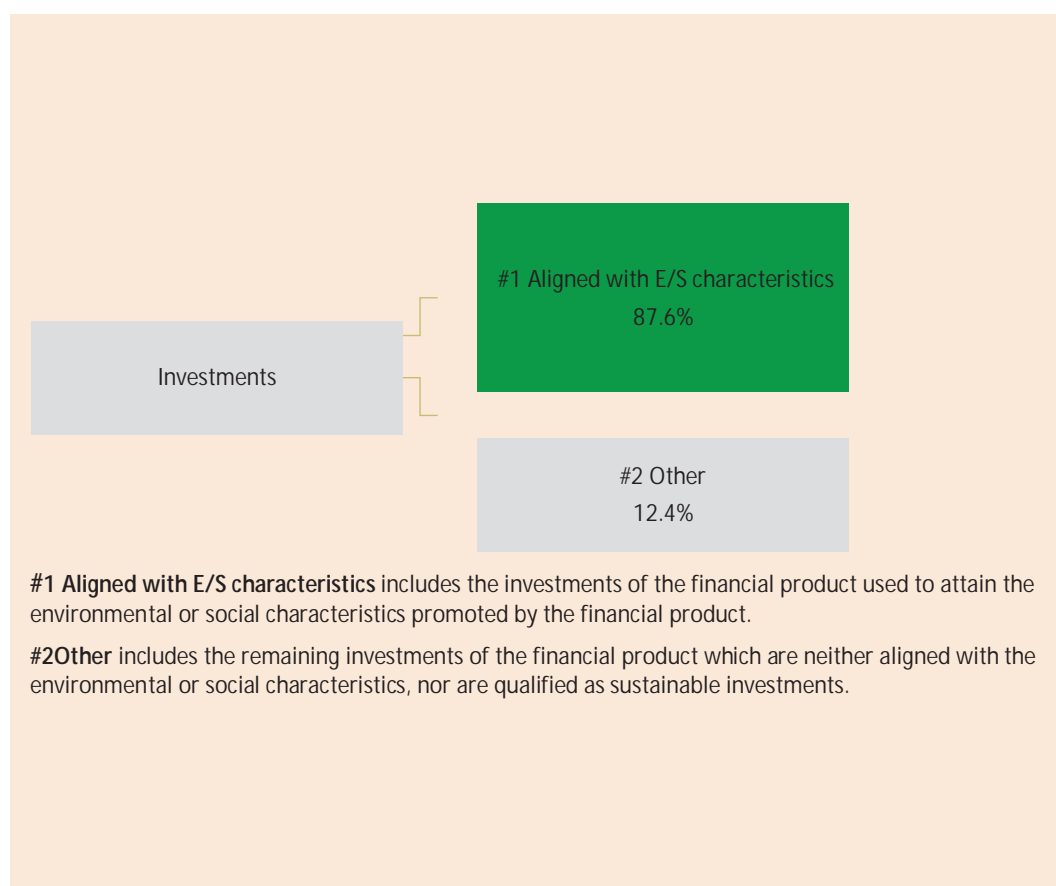 #1 Aligned with E/S characteristics
87.6%
Investments
#2 Other
12.4%
#1 Aligned with E/S characteristics includes the investments of the financial product used to attain the
environmental or social characteristics promoted by the financial product.
#2Other includes the remaining investments of the financial product which are neither aligned with the
environmental or social characteristics, nor are qualified as sustainable investments.